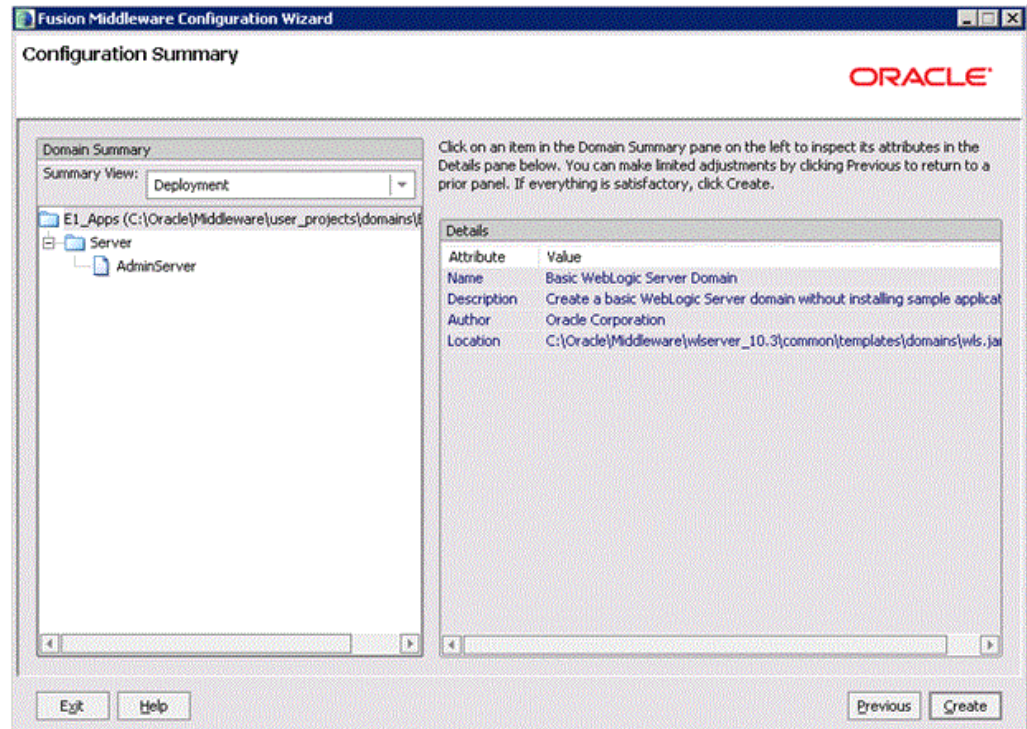 Fusion Middleware Configuration Wizard
Configuration Summary
ORACLE
Domain Summary
Summary View:
Deployment
E1_Apps (C:\Oracle\Middleware\user_projects\domains\
Server
AdminServer
Click on an item in the Domain Summary pane on the left to inspect its attributes in the
Details pane below. You can make limited adjustments by clicking Previous to return to a
prior panel. If everything is satisfactory, click Create.
Details
Attribute Value
Name Basic WebLogic Server Domain
Description Create a basic WebLogic Server domain without installing sample applicat
Author Oracle Corporation
Location C:\Oracle\Middleware\wlserver_10.3\common\templates\domains\wls.ja
Exit Help Previous Create